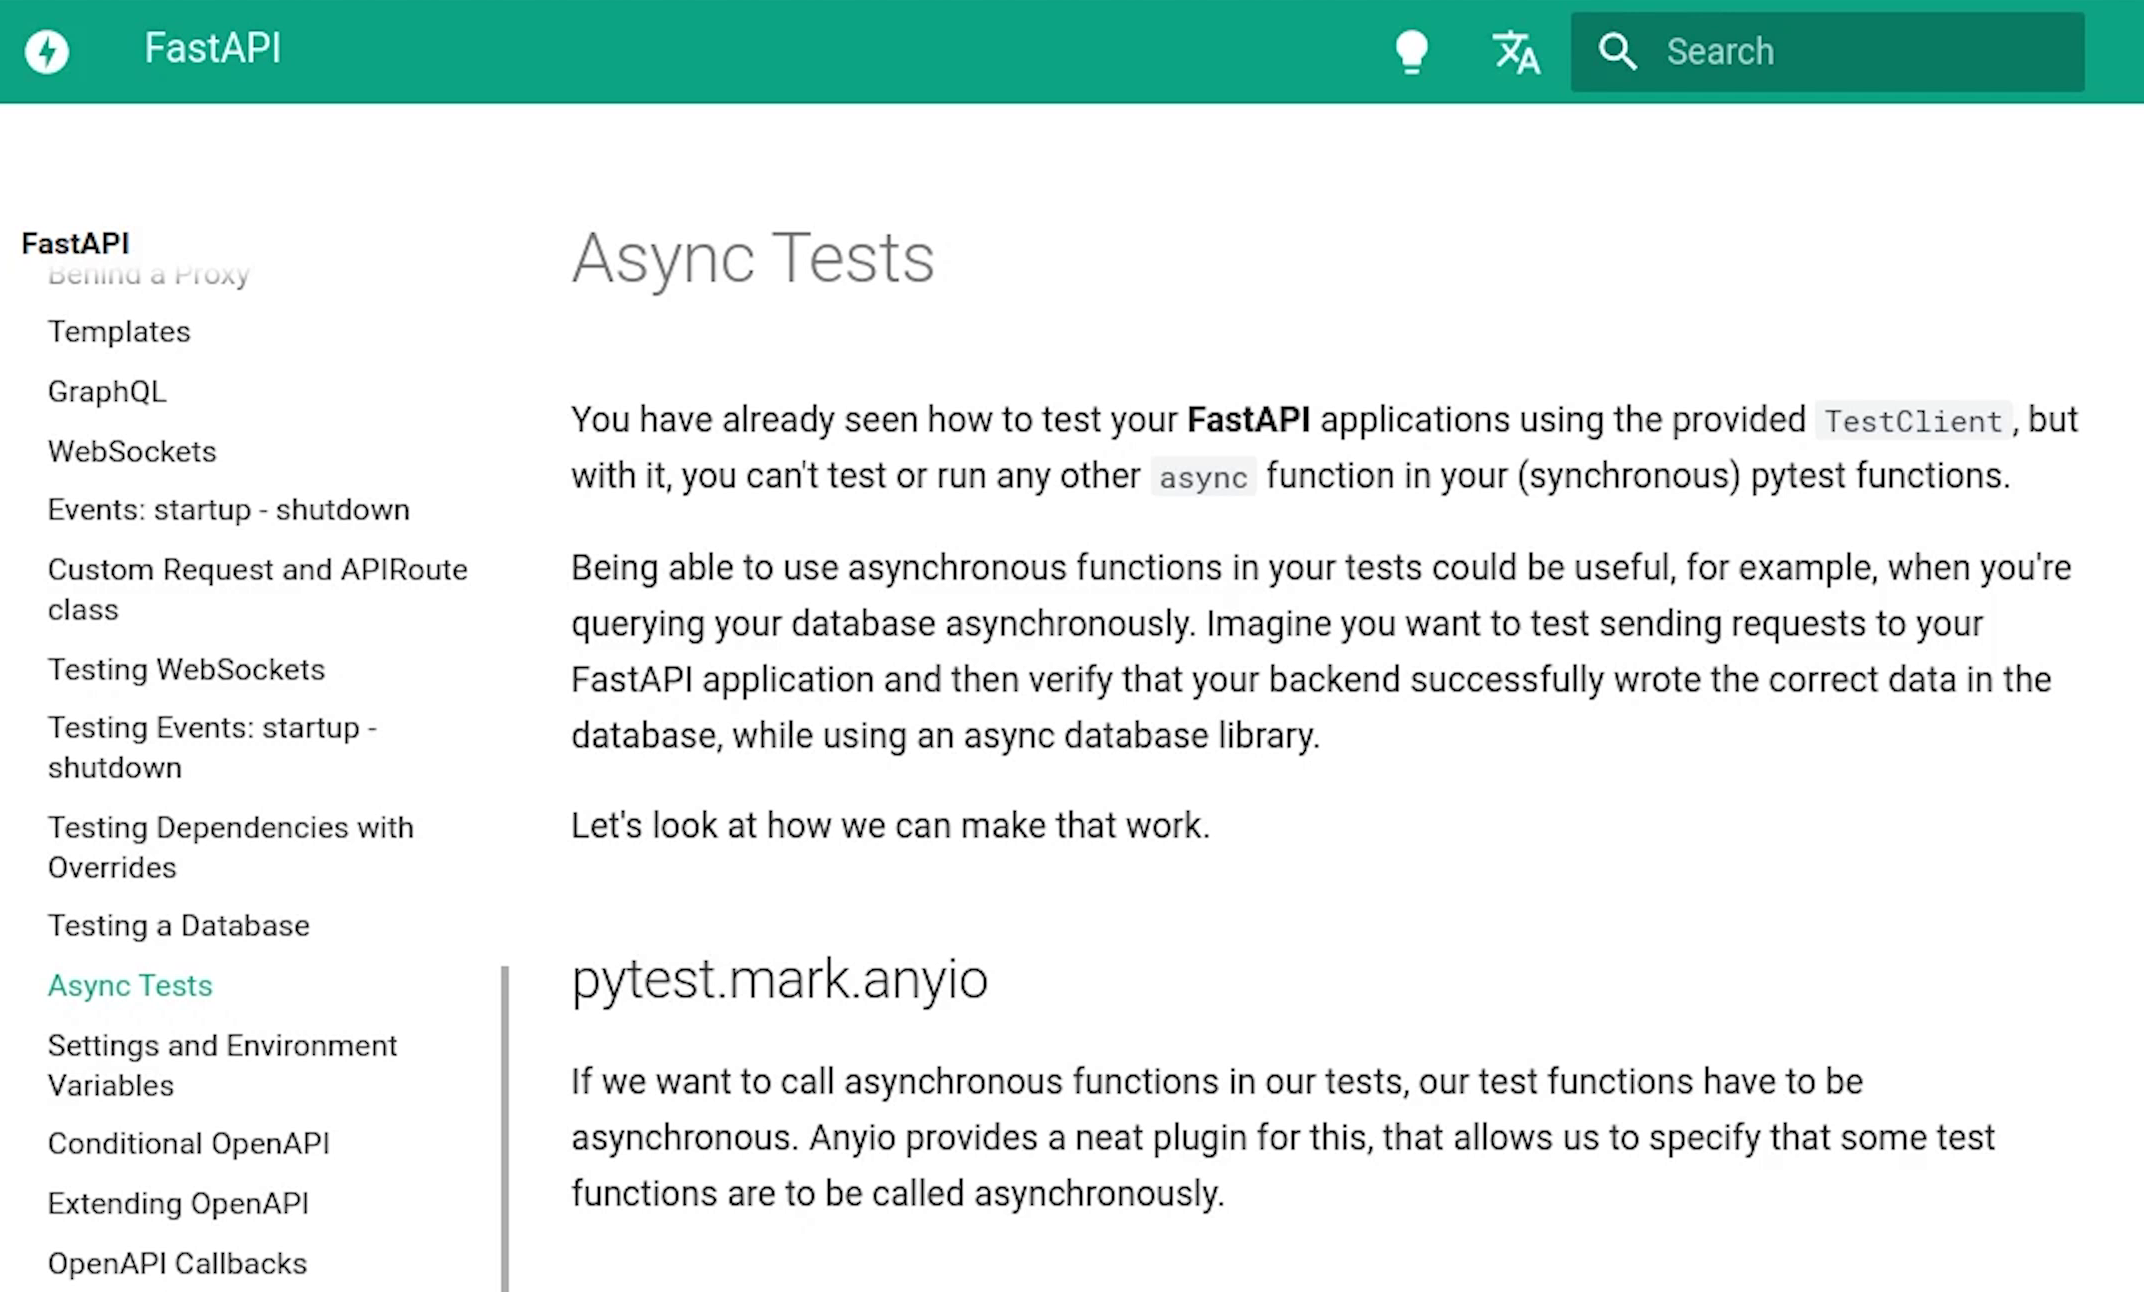 FastAPI
Search
FastAPI
Behind a Proxy
Templates
GraphQL
WebSockets
Events: startup - shutdown
Custom Request and APIRoute
class
Testing WebSockets
Testing Events: startup -
shutdown
Testing Dependencies with
Overrides
Testing a Database
Async Tests
Settings and Environment
Variables
Conditional OpenAPI
Extending OpenAPI
OpenAPI Callbacks
Async Tests
You have already seen how to test your FastAPI applications using the provided TestClient, but
with it, you can't test or run any other async function in your (synchronous) pytest functions.
Being able to use asynchronous functions in your tests could be useful, for example, when you're
querying your database asynchronously. Imagine you want to test sending requests to your
FastAPI application and then verify that your backend successfully wrote the correct data in the
database, while using an async database library.
Let's look at how we can make that work.
pytest.mark.anyio
If we want to call asynchronous functions in our tests, our test functions have to be
asynchronous. Anyio provides a neat plugin for this, that allows us to specify that some test
functions are to be called asynchronously.